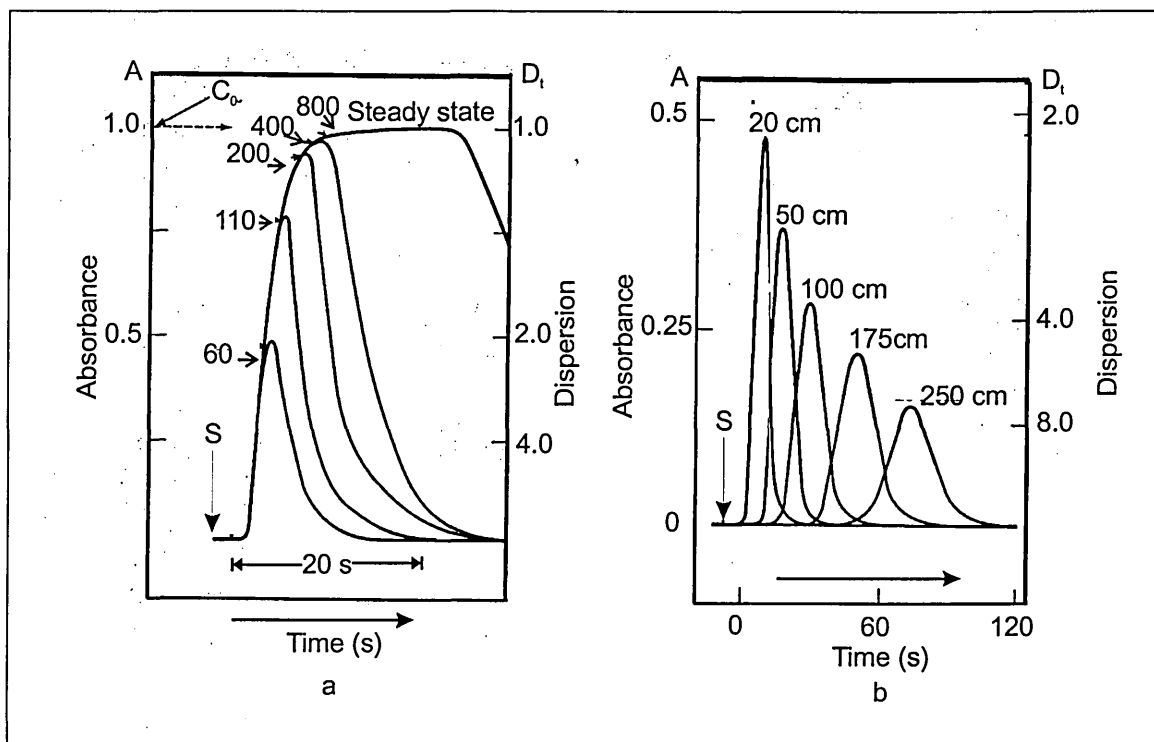 A
D_t
C_0
Steady state
1.0
800
400
200
110
60
1.0
0.5
2.0
4.0
Absorbance
Dispersion
S
20 s
Time (s)
a
A
D_t
0.5
0.25
0
2.0
4.0
8.0
20 cm
50 cm
100 cm
175cm
250 cm
Absorbance
Dispersion
S
0
60
120
Time (s)
b